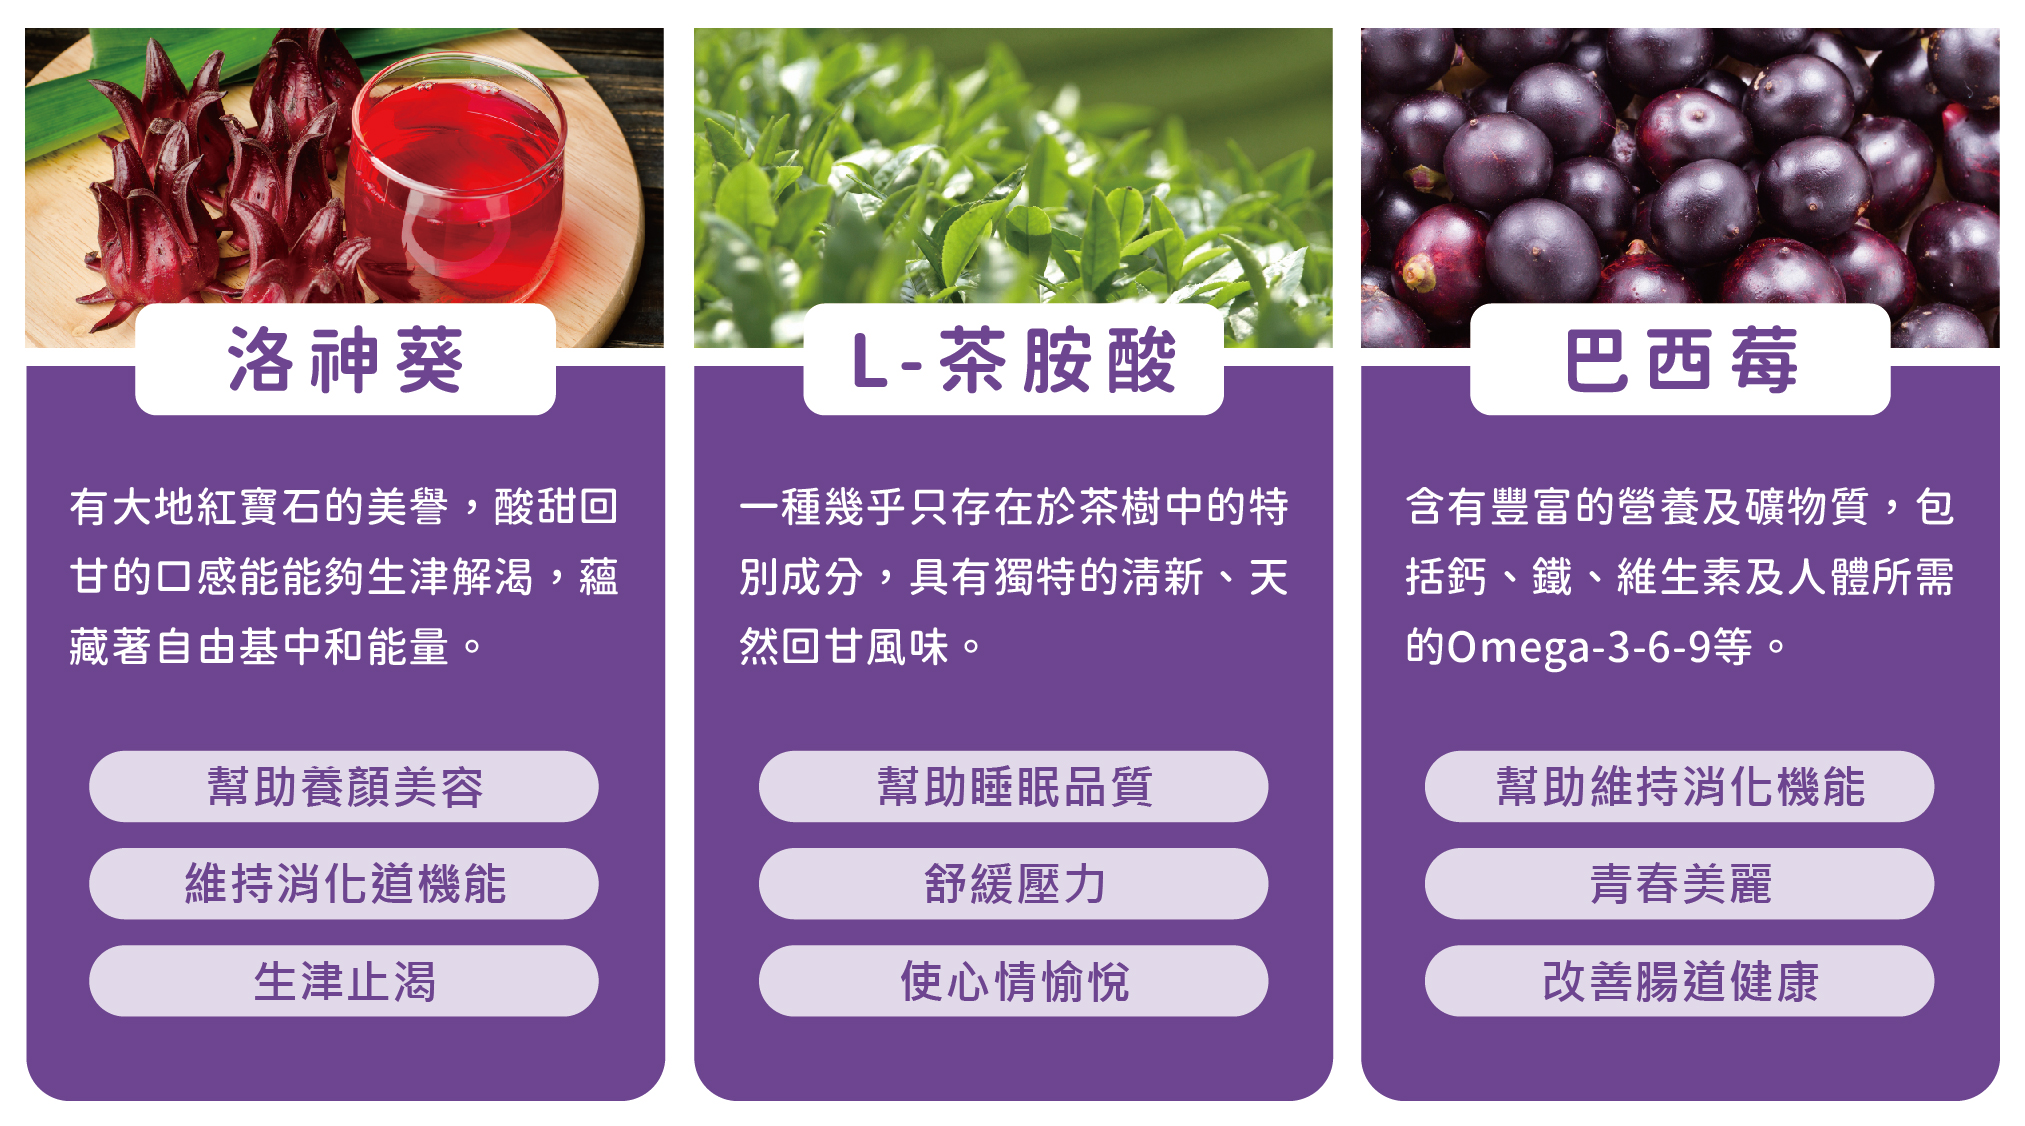 洛神葵
有大地紅寶石的美譽，酸甜回
甘的口感能能夠生津解渴，蘊
藏著自由基中和能量。
幫助養顏美容
維持消化道機能
生津止渴
L-茶胺酸
一種幾乎只存在於茶樹中的特
別成分，具有獨特的清新、天
然回甘風味。
幫助睡眠品質
舒緩壓力
使心情愉悅
巴西莓
含有豐富的營養及礦物質，包
括鈣、鐵、維生素及人體所需
的Omega-3-6-9等。
幫助維持消化機能
青春美麗
改善腸道健康